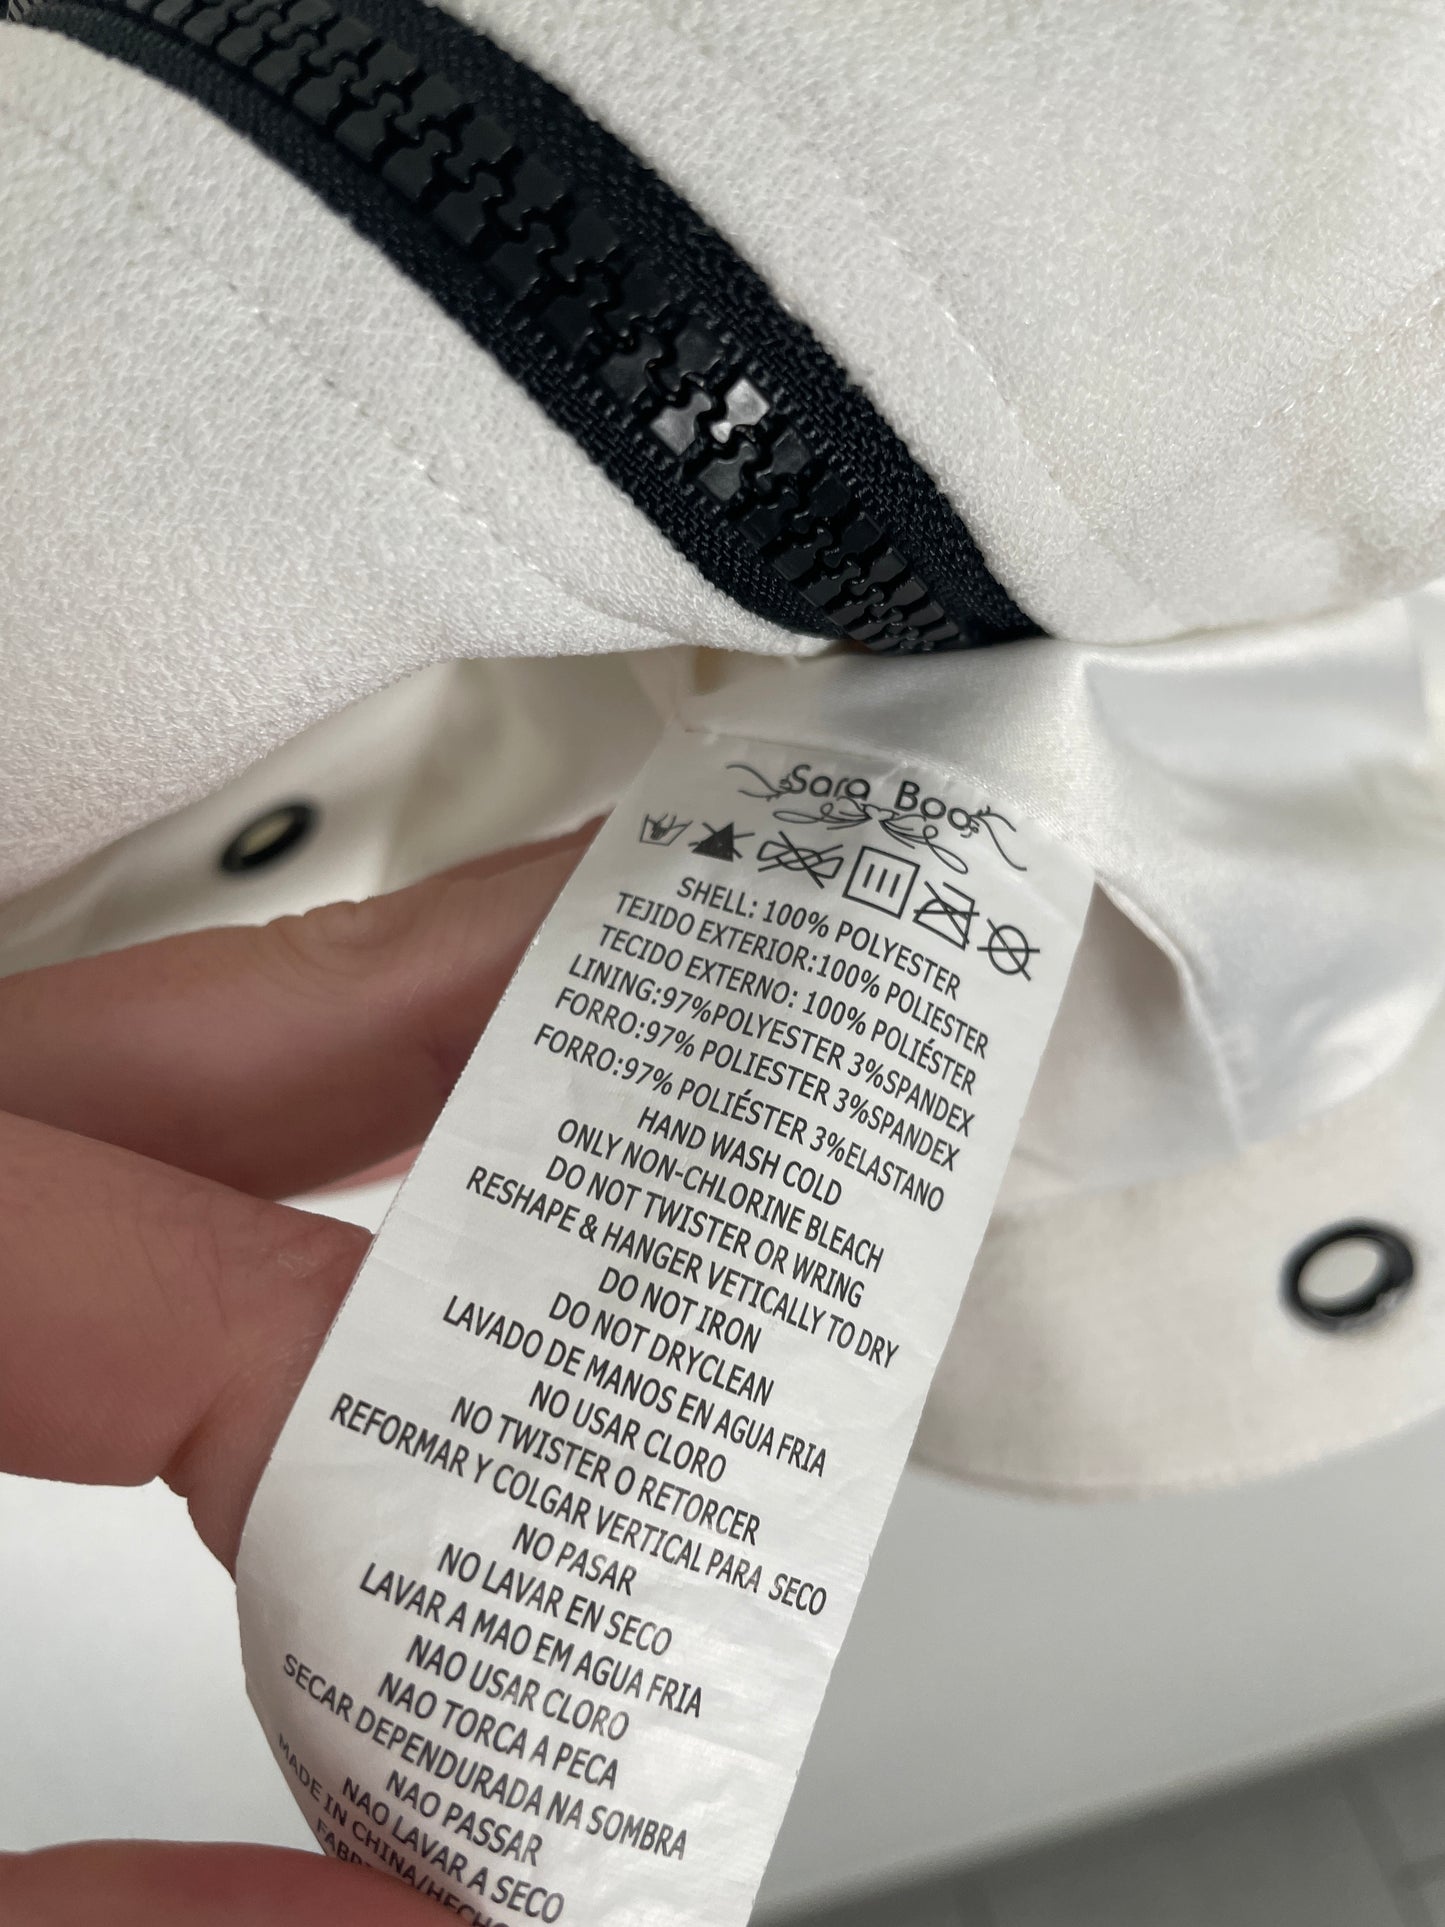 Sara Boo
SHELL: 100% POLYESTER
TEJIDO EXTERIOR:100% POLIESTER
TECIDO EXTERNO: 100% POLIÉSTER
LINING:97%POLYESTER 3%SPANDEX
FORRO:97% POLIESTER 3%SPANDEX
FORRO:97% POLIÉSTER 3%ELASTANO
HAND WASH COLD
ONLY NON-CHLORINE BLEACH
DO NOT TWISTER OR WRING
RESHAPE & HANGER VETICALLY TO DRY
DO NOT IRON
DO NOT DRYCLEAN
LAVADO DE MANOS EN AGUA FRIA
NO USAR CLORO
NO TWISTER O RETORCER
REFORMAR Y COLGAR VERTICAL PARA SECO
NO PASAR
NO LAVAR EN SECO
LAVAR A MAO EM AGUA FRIA
NAO USAR CLORO
NAO TORCA A PECA
SECAR DEPENDURADA NA SOMBRA
NAO PASSAR
NAO LAVAR A SECO
MADE IN CHINA/HECHO